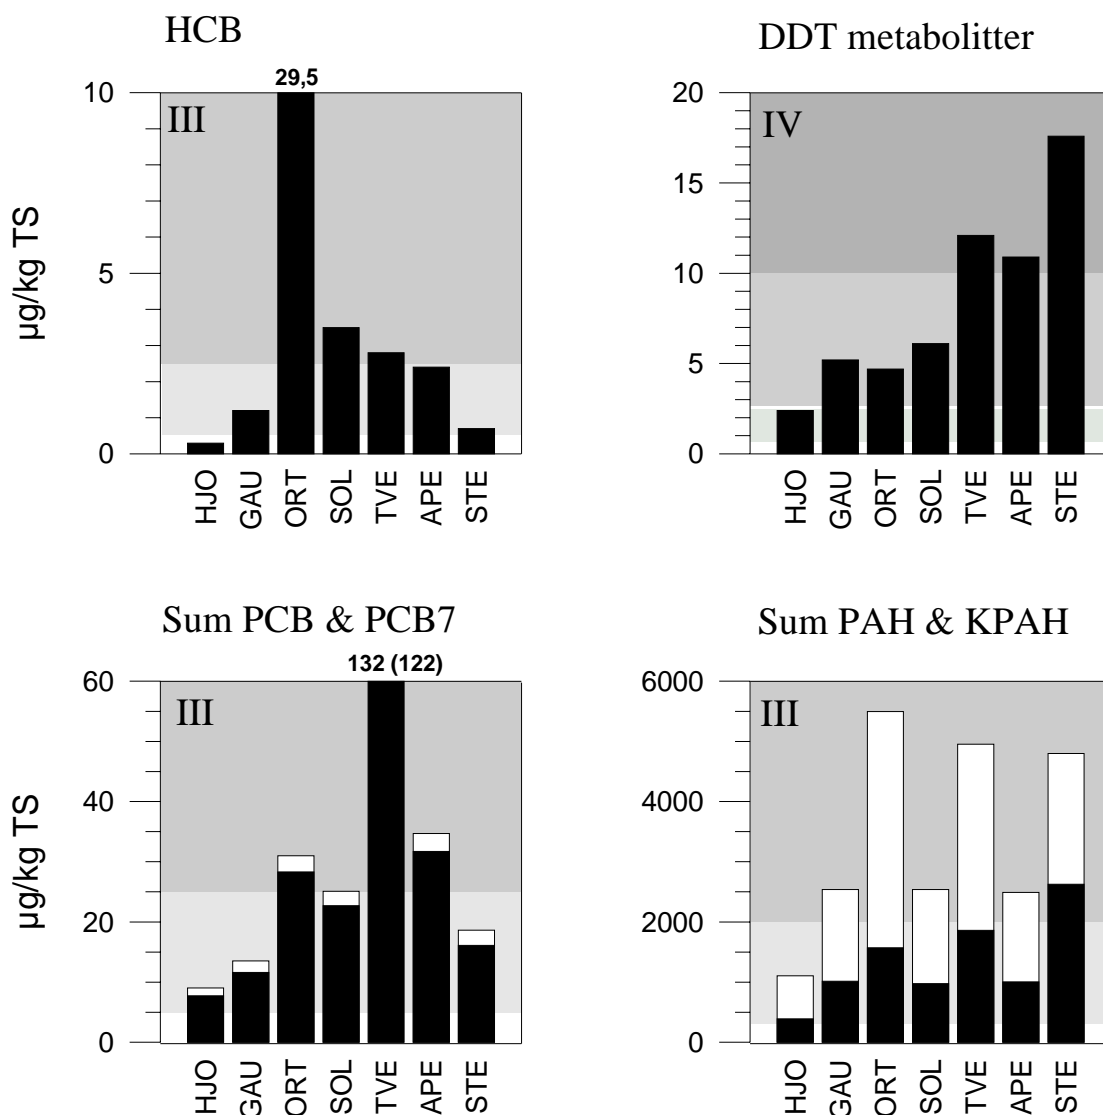 HCB
29,5
10
5
0
III
µg/kg TS
HJO
GAU
ORT
SOL
TVE
APE
STE
DDT metabolitter
20
15
10
5
0
IV
HJO
GAU
ORT
SOL
TVE
APE
STE
Sum PCB & PCB7
132 (122)
60
40
20
0
III
µg/kg TS
HJO
GAU
ORT
SOL
TVE
APE
STE
Sum PAH & KPAH
6000
4000
2000
0
III
HJO
GAU
ORT
SOL
TVE
APE
STE